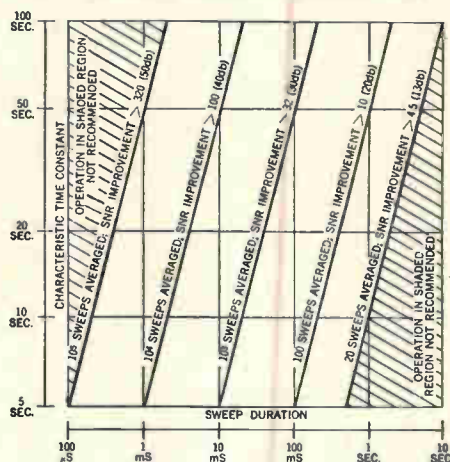 100
SEC.
50
SEC.
20
SEC.
10
SEC.
5
SEC.
CHARACTERISTIC TIME CONSTANT
OPERATION IN SHADED REGION
NOT RECOMMENDED
10⁵ SWEEPS AVERAGED; SNR IMPROVEMENT > 320 (50db)
10⁴ SWEEPS AVERAGED; SNR IMPROVEMENT > 100 (40db)
10³ SWEEPS AVERAGED; SNR IMPROVEMENT > 32 (30db)
100 SWEEPS AVERAGED; SNR IMPROVEMENT > 10 (20db)
20 SWEEPS AVERAGED; SNR IMPROVEMENT > 4.5 (13db)
OPERATION IN SHADED
REGION NOT RECOMMENDED
SWEEP DURATION
100
µS
1
mS
10
mS
100
mS
1
SEC.
10
SEC.